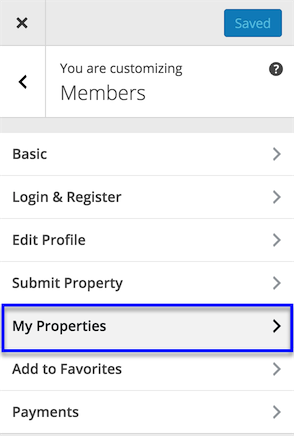 Saved
You are customizing
Members
Basic
Login & Register
Edit Profile
Submit Property
My Properties
Add to Favorites
Payments